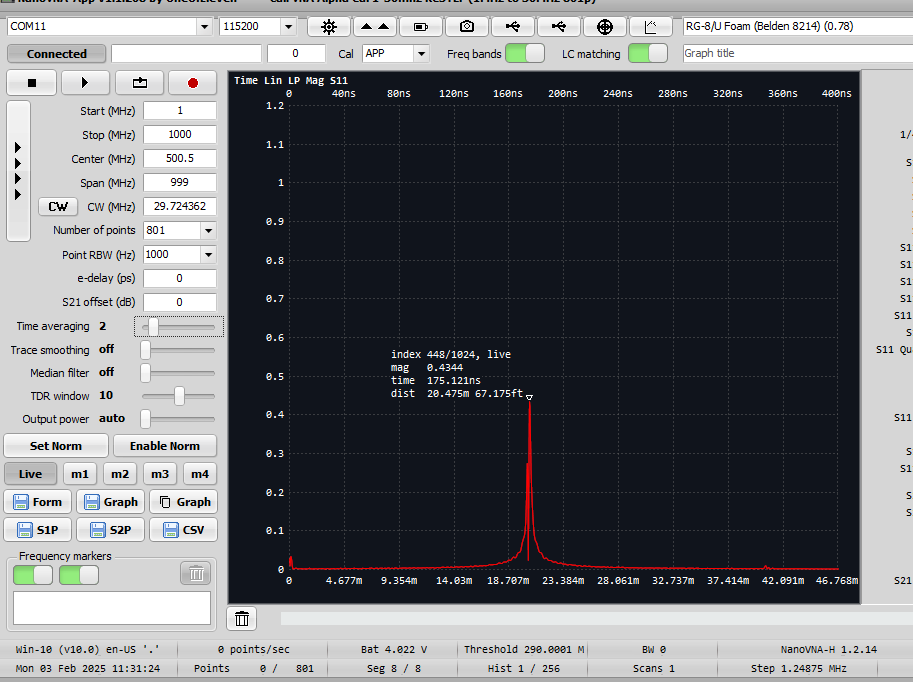 COM11 115200 RG-8/U Foam (Belden 8214) (0.78)
Connected 0 Cal APP Freq bands LC matching Graph title
Time Lin LP Mag S11
0 40ns 80ns 120ns 160ns 200ns 240ns 280ns 320ns 360ns 400ns
1.2
1.1
1
0.9
0.8
0.7
0.6
0.5
0.4
0.3
0.2
0.1
0
index 448/1024, live
mag 0.4344
time 175.121ns
dist 20.475m 67.175ft
0 4.677m 9.354m 14.03m 18.707m 23.384m 28.061m 32.737m 37.414m 42.091m 46.768m
Start (MHz) 1
Stop (MHz) 1000
Center (MHz) 500.5
Span (MHz) 999
CW CW (MHz) 29.724362
Number of points 801
Point RBW (Hz) 1000
e-delay (ps) 0
S21 offset (dB) 0
Time averaging 2
Trace smoothing off
Median filter off
TDR window 10
Output power auto
Set Norm Enable Norm
Live m1 m2 m3 m4
Form Graph Graph
S1P S2P CSV
Frequency markers
1/
S
S11
S11
S11
S11
S11
S
S11 Qu
S11
S
S11
S
S
S21
Win-10 (v10.0) en-US '.' 0 points/sec Bat 4.022 V Threshold 290.0001 M BW 0 NanoVNA-H 1.2.14
Mon 03 Feb 2025 11:31:24 Points 0 / 801 Seg 8 / 8 Hist 1 / 256 Scans 1 Step 1.24875 MHz